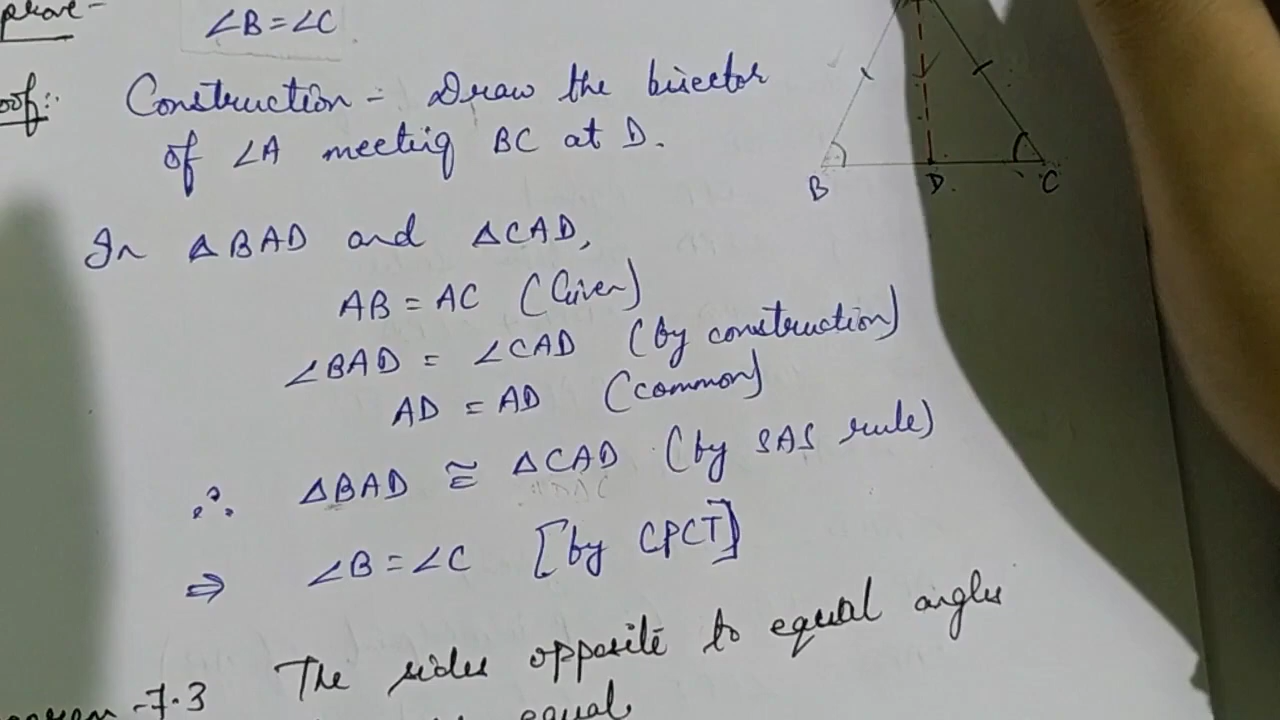 prove-
∠B=∠C
oof:- Construction - Draw the bisector
of ∠A meeting BC at D.
B D. C
In ΔBAD and ΔCAD,
AB = AC (Given)
∠BAD = ∠CAD (by construction)
AD = AD (common)
∴ ΔBAD ≅ ΔCAD (by SAS rule)
⇒ ∠B=∠C [by CPCT]
-7.3 The sides opposite to equal angles
equal.